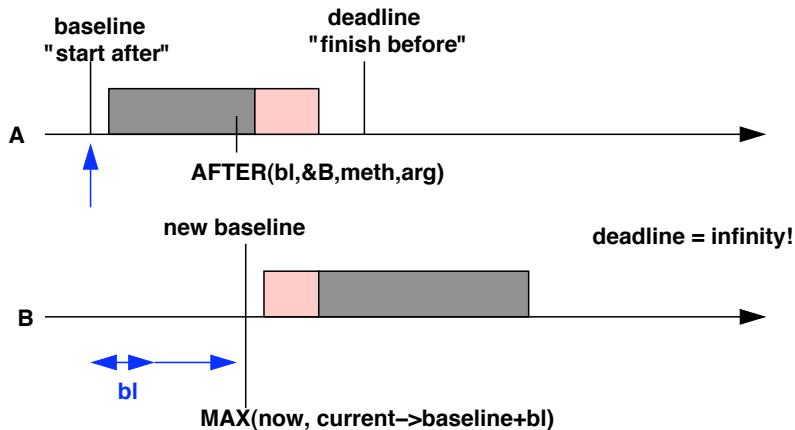 baseline
"start after"
deadline
"finish before"
A
AFTER(bl,&B,meth,arg)
new baseline
deadline = infinity!
B
bl
MAX(now, current−>baseline+bl)